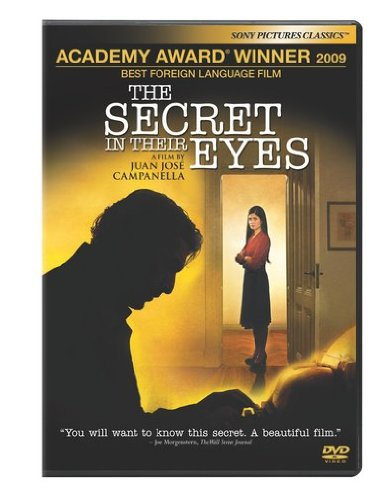 SONY PICTURES CLASSICS™
ACADEMY AWARD® WINNER 2009
BEST FOREIGN LANGUAGE FILM
THE
SECRET
IN THEIR
EYES
A FILM BY
JUAN JOSÉ
CAMPANELLA
“You will want to know this secret. A beautiful film.”
– Joe Morgenstern, The Wall Street Journal
DVD
VIDEO